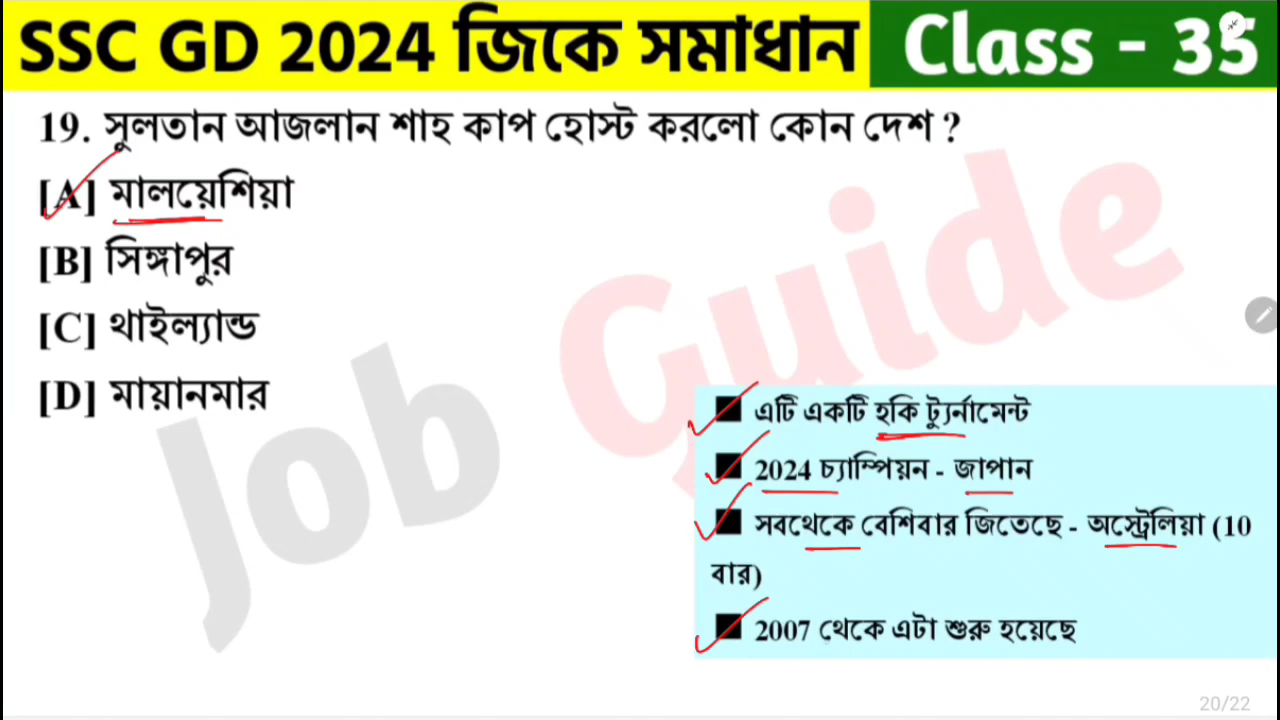 SSC GD 2024 জিকে সমাধান Class - 35
19. সুলতান আজলান শাহ কাপ হোস্ট করলো কোন দেশ ?
[A] মালয়েশিয়া
[B] সিঙ্গাপুর
[C] থাইল্যান্ড
[D] মায়ানমার
Job Guide
■ এটি একটি হকি ট্যুর্নামেন্ট
■ 2024 চ্যাম্পিয়ন - জাপান
■ সবথেকে বেশিবার জিতেছে - অস্ট্রেলিয়া (10
বার)
■ 2007 থেকে এটা শুরু হয়েছে
20/22